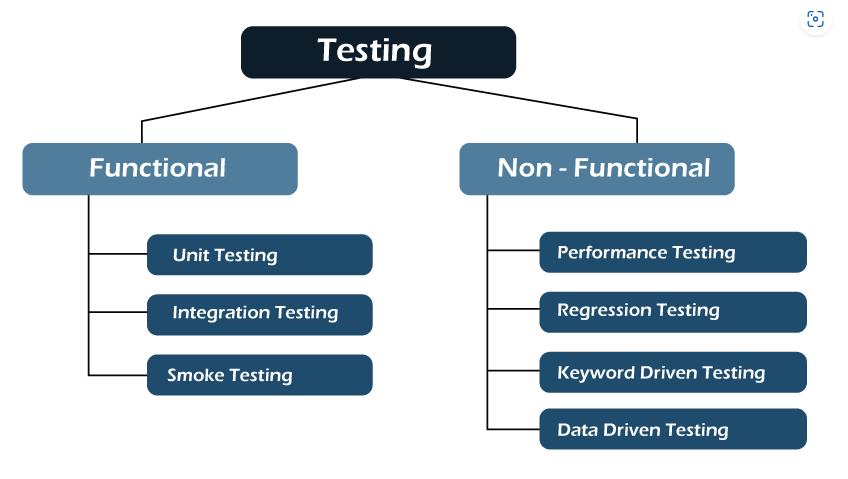 Testing
Functional
Non - Functional
Unit Testing
Integration Testing
Smoke Testing
Performance Testing
Regression Testing
Keyword Driven Testing
Data Driven Testing